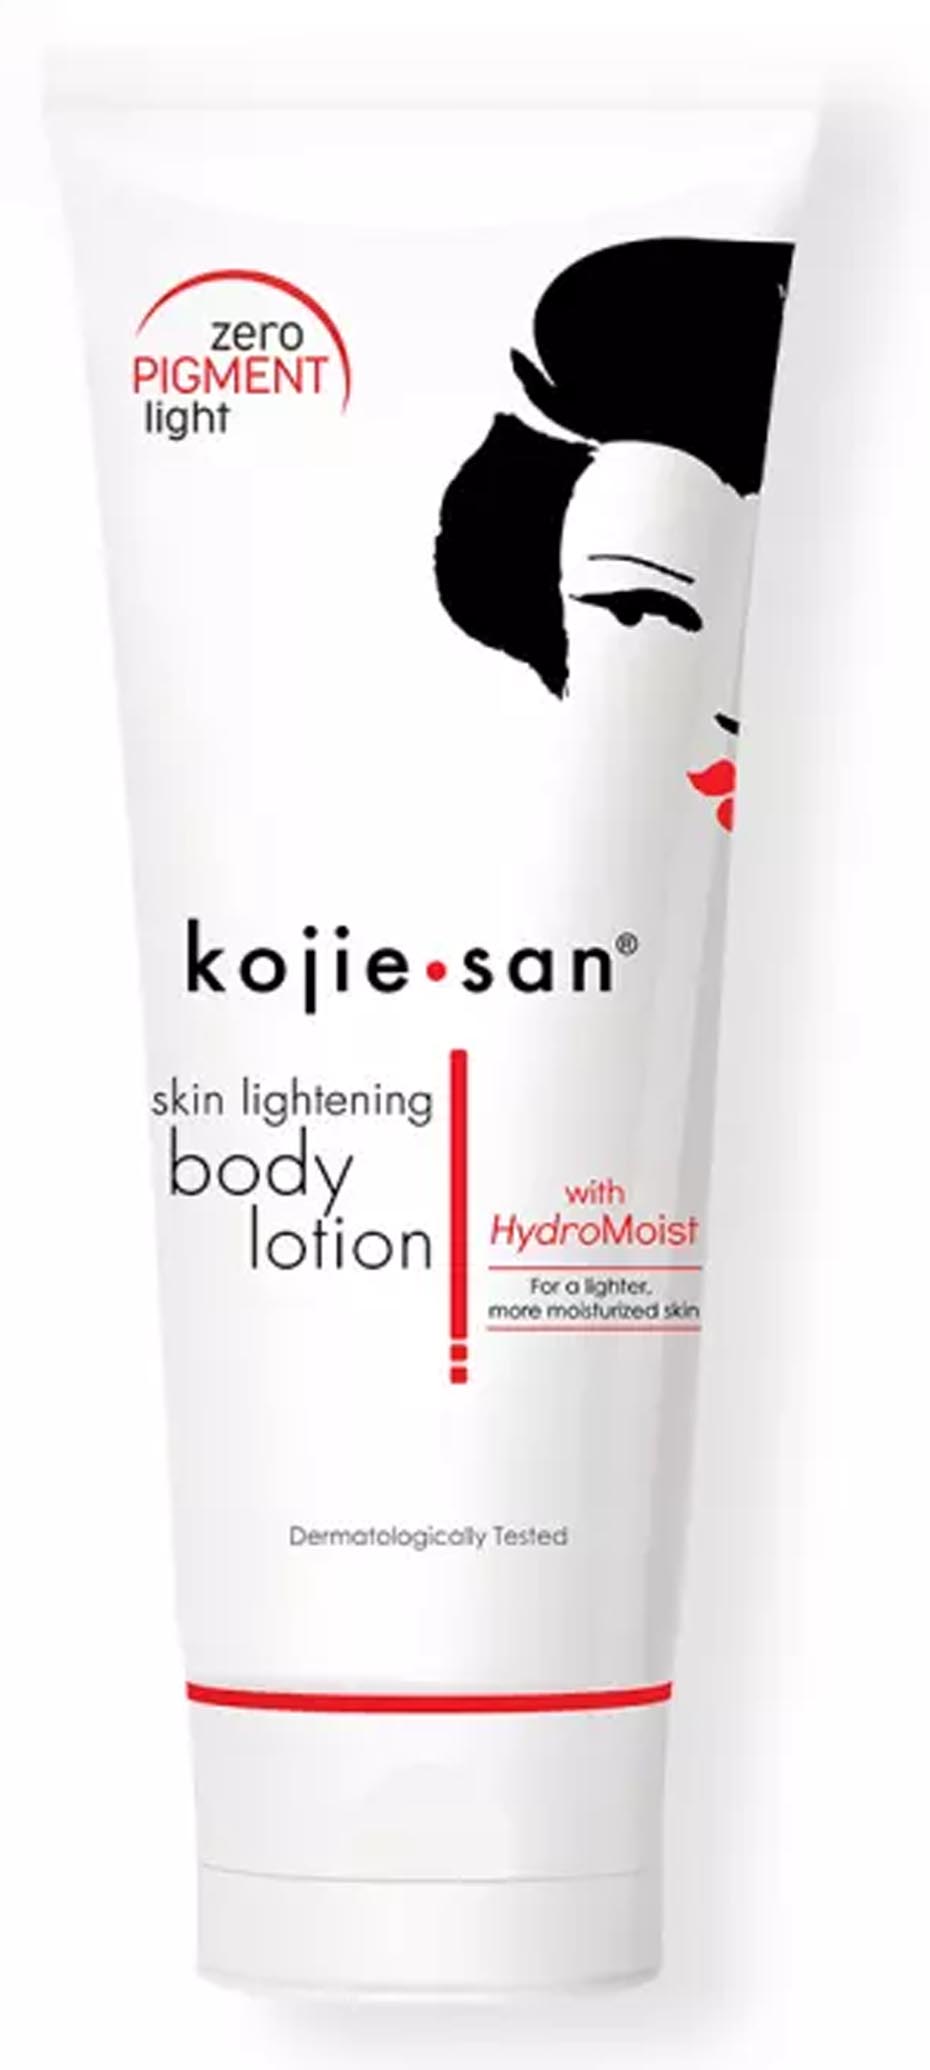 zero
PIGMENT
light
kojie•san®
skin lightening
body
lotion
with
HydroMoist
For a lighter,
more moisturized skin
Dermatologically Tested